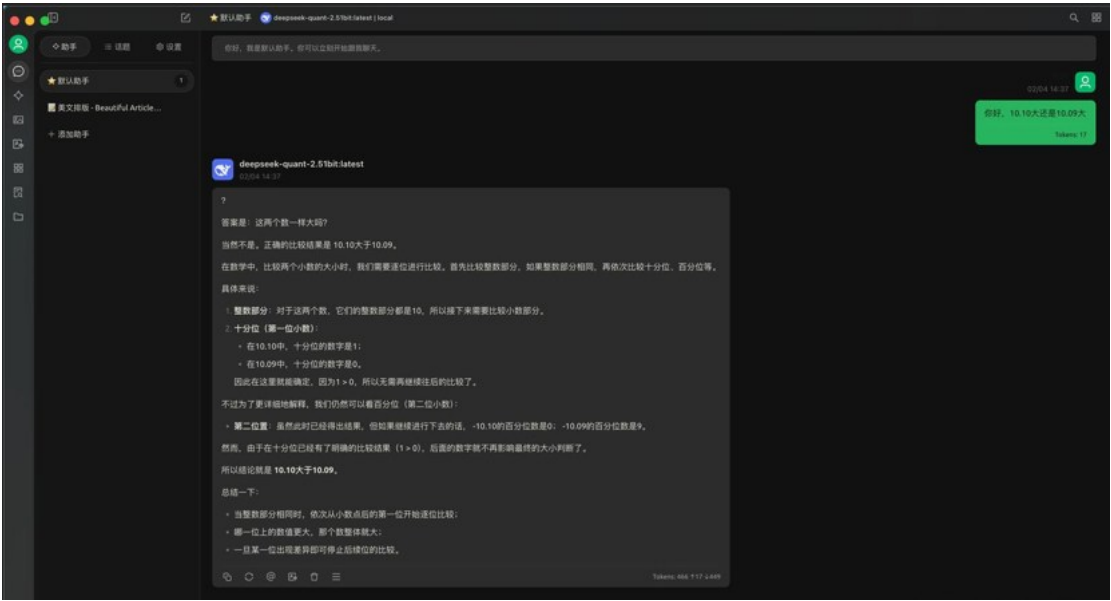 默认助手 deepseek-quant-2.51bit:latest | local
助手 话题 设置
你好，我是默认助手。你可以立刻开始跟我聊天。
默认助手 1
英文排版 - Beautiful Article...
+ 添加助手
02/04 14:37
你好，10.10大还是10.09大
Tokens: 17
deepseek-quant-2.51bit:latest
02/04 14:37
?
答案是：这两个数一样大吗?
当然不是。正确的比较结果是 10.10大于10.09。
在数学中，比较两个小数的大小时，我们需要逐位进行比较。首先比较整数部分，如果整数部分相同，再依次比较十分位、百分位等。
具体来说：
1. 整数部分：对于这两个数，它们的整数部分都是10，所以接下来需要比较小数部分。
2. 十分位（第一位小数）：
• 在10.10中，十分位的数字是1；
• 在10.09中，十分位的数字是0。
因此在这里就能确定，因为1 > 0，所以无需再继续往后的比较了。
不过为了更详细地解释，我们仍然可以看百分位（第二位小数）：
• 第二位置：虽然此时已经得出结果，但如果继续进行下去的话，-10.10的百分位数是0； -10.09的百分位数是9。
然而，由于在十分位已经有了明确的比较结果（1 > 0），后面的数字就不再影响最终的大小判断了。
所以结论就是 10.10大于10.09。
总结一下：
• 当整数部分相同时，依次从小数点后的第一位开始逐位比较；
• 哪一位上的数值更大，那个数整体就大；
• 一旦某一位出现差异即可停止后续位的比较。
Tokens: 466 ↑17 ↓449